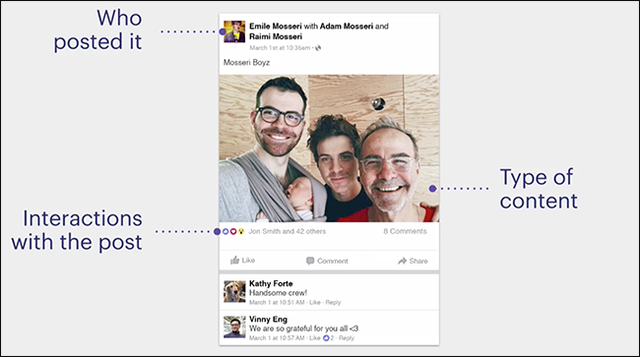 Who
posted it
Emile Mosseri with Adam Mosseri and
Raimi Mosseri
March 1st at 10:36am ·
Mosseri Boyz
Type of
content
Interactions
with the post
Jon Smith and 42 others 8 Comments
Like Comment Share
Kathy Forte
Handsome crew!
March 1 at 10:51 AM · Like · Reply
Vinny Eng
We are so grateful for you all <3
March 1 at 10:57 AM · Like · 2 · Reply